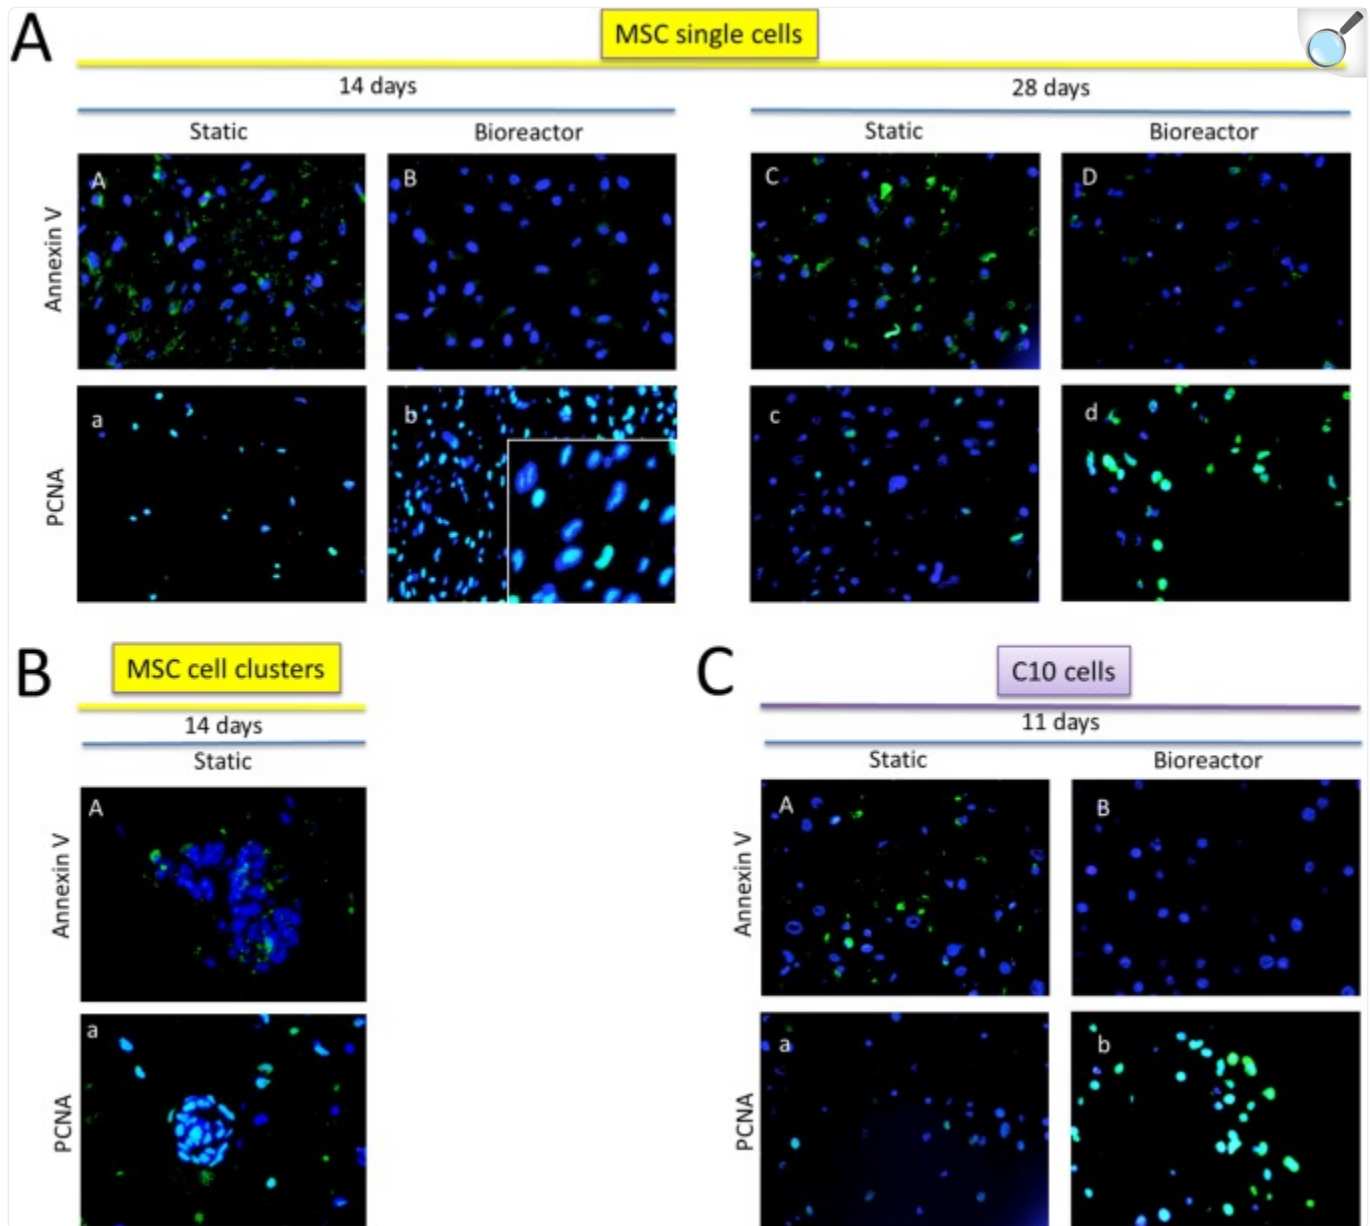 A
MSC single cells
14 days
28 days
Static
Bioreactor
Static
Bioreactor
Annexin V
A
B
C
D
PCNA
a
b
c
d
B
MSC cell clusters
14 days
Static
Annexin V
A
PCNA
a
C
C10 cells
11 days
Static
Bioreactor
Annexin V
A
B
PCNA
a
b